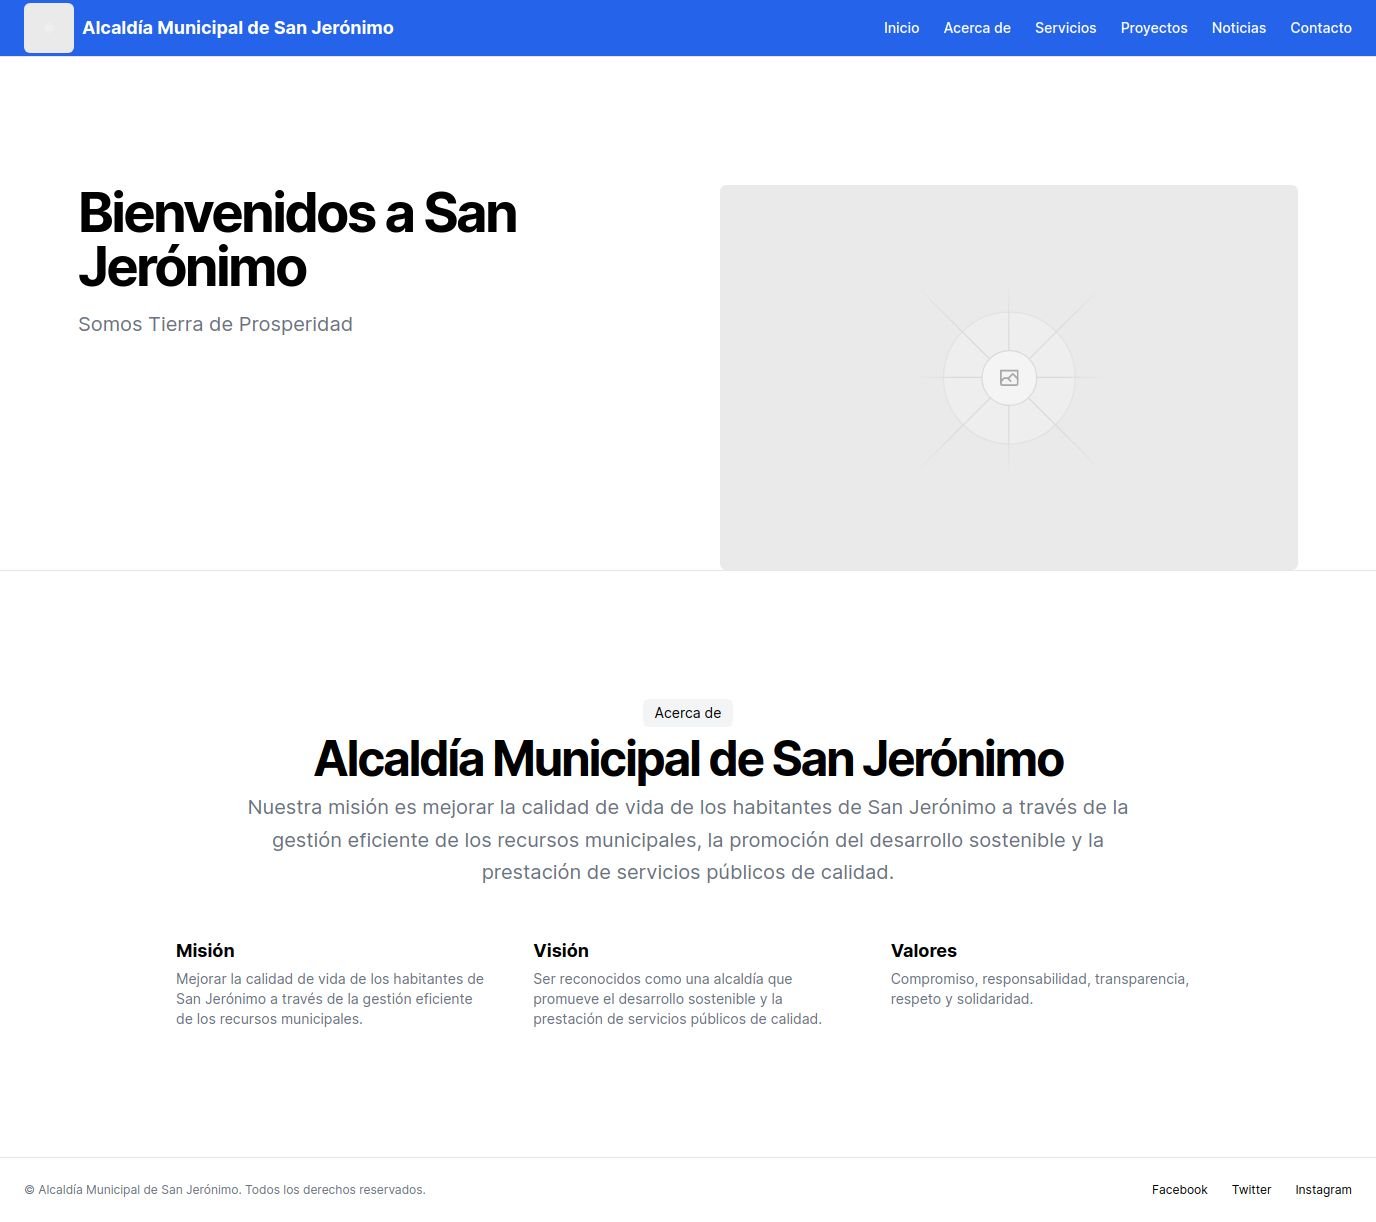 Alcaldía Municipal de San Jerónimo
Inicio Acerca de Servicios Proyectos Noticias Contacto
Bienvenidos a San
Jerónimo
Somos Tierra de Prosperidad
Acerca de
Alcaldía Municipal de San Jerónimo
Nuestra misión es mejorar la calidad de vida de los habitantes de San Jerónimo a través de la
gestión eficiente de los recursos municipales, la promoción del desarrollo sostenible y la
prestación de servicios públicos de calidad.
Misión
Mejorar la calidad de vida de los habitantes de
San Jerónimo a través de la gestión eficiente
de los recursos municipales.
Visión
Ser reconocidos como una alcaldía que
promueve el desarrollo sostenible y la
prestación de servicios públicos de calidad.
Valores
Compromiso, responsabilidad, transparencia,
respeto y solidaridad.
© Alcaldía Municipal de San Jerónimo. Todos los derechos reservados.
Facebook Twitter Instagram